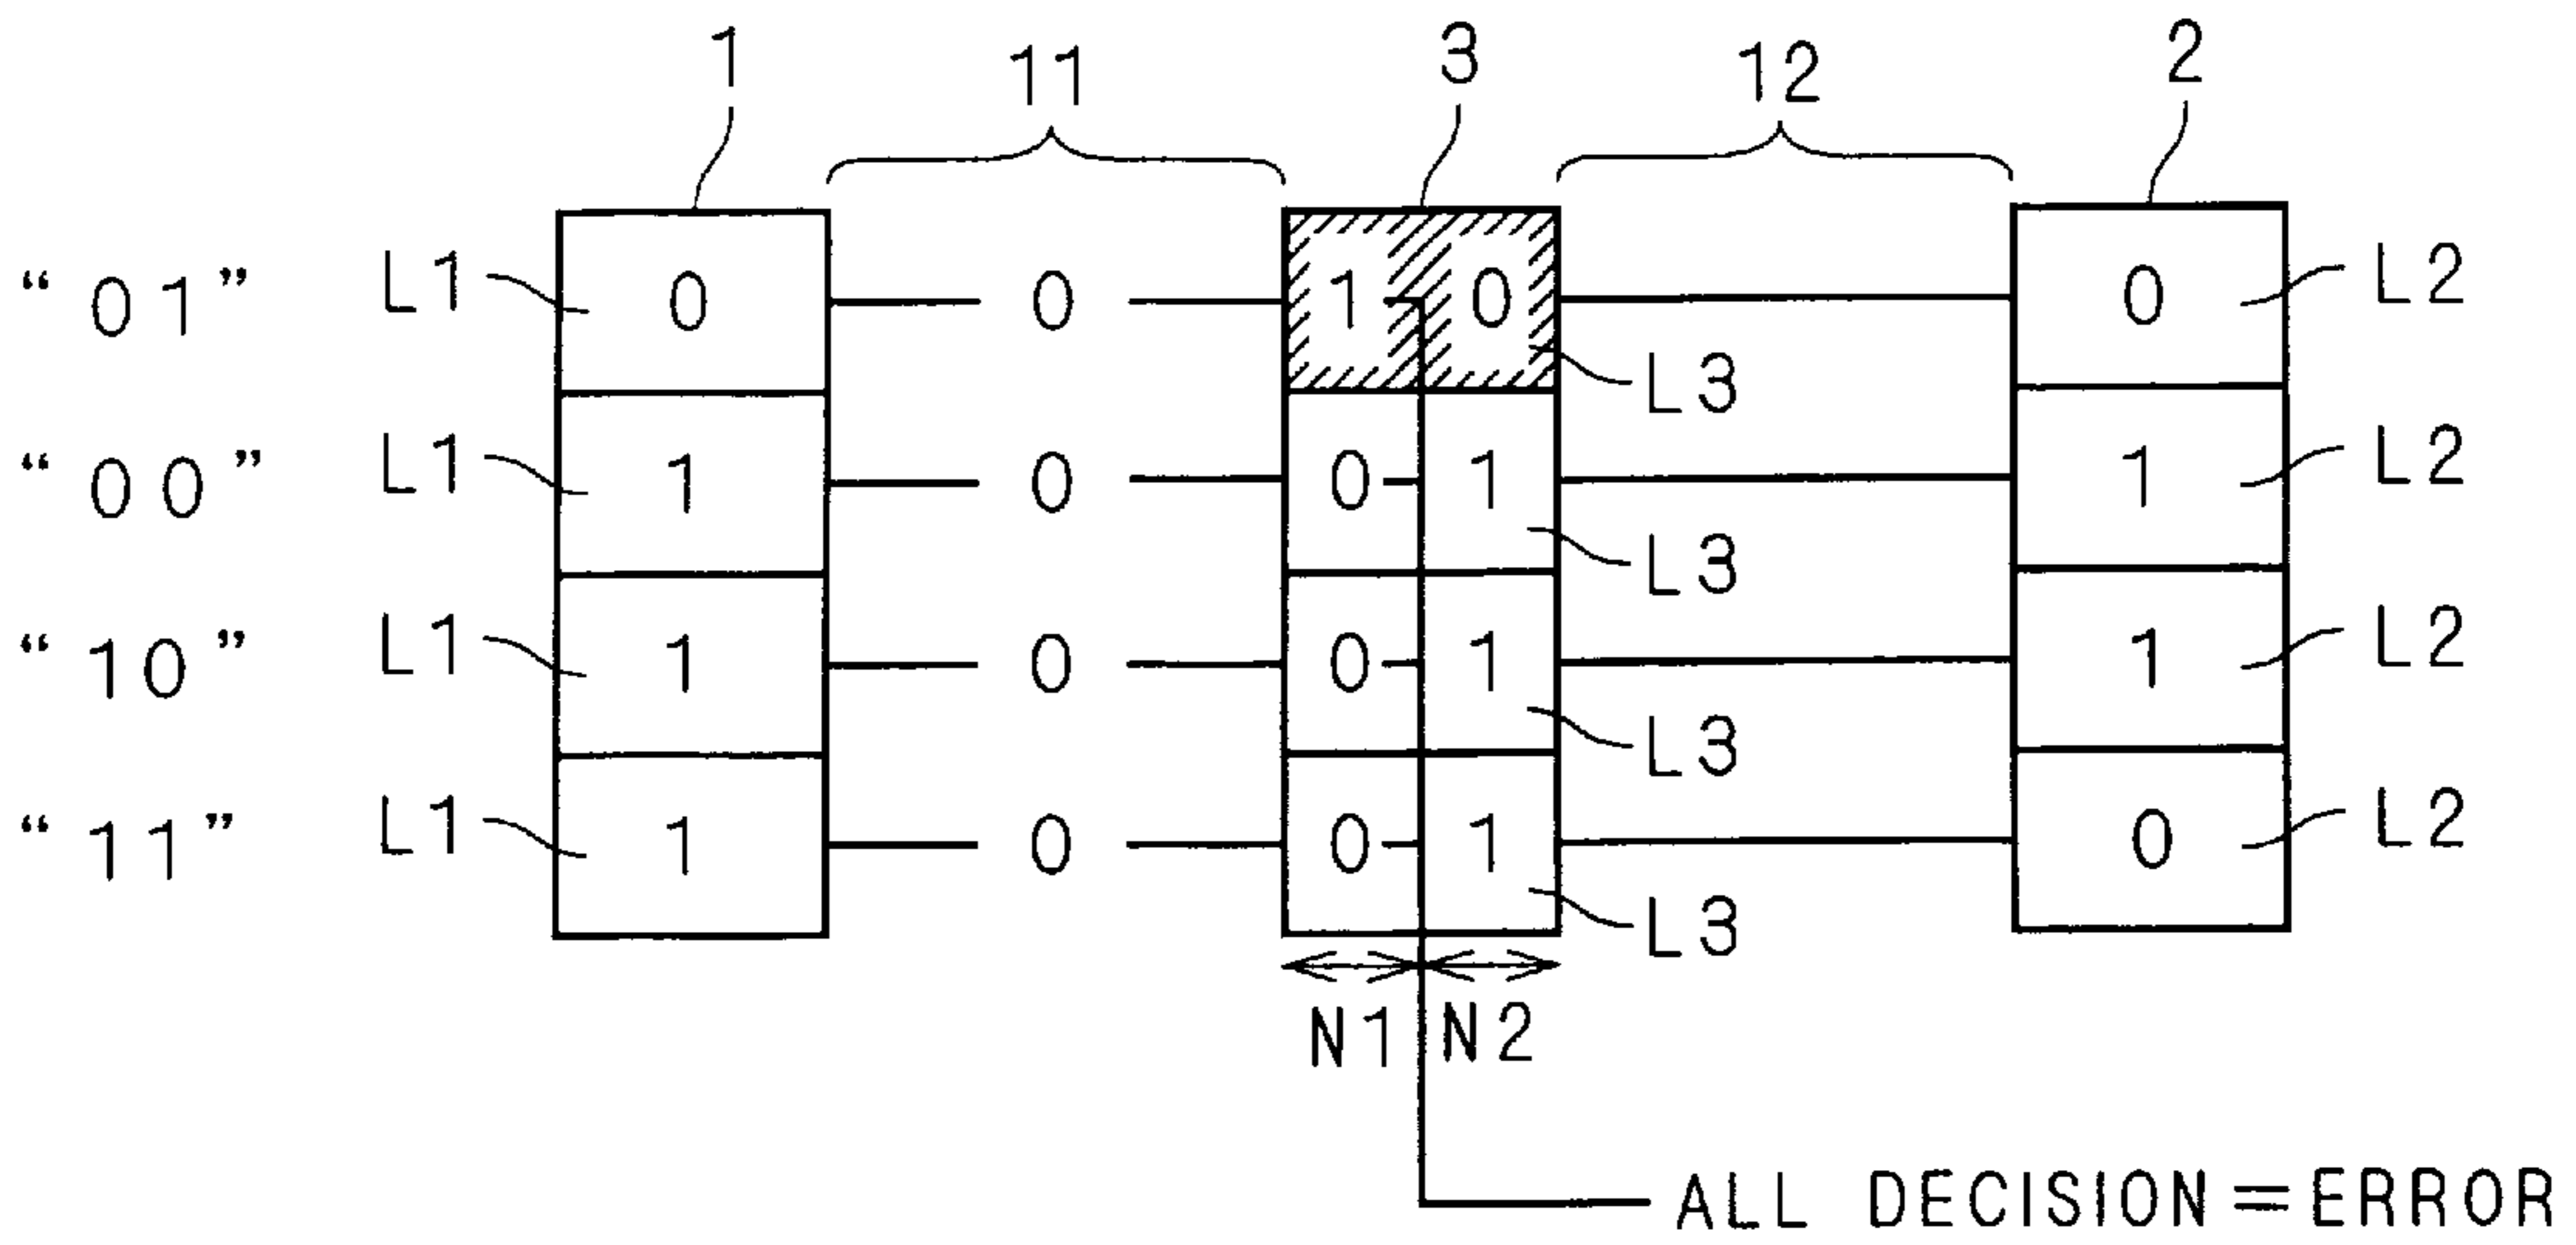 1 11 3 12 2
“01” L1 0 0 1 0 L3 0 L2
“00” L1 1 0 0 1 L3 1 L2
“10” L1 1 0 0 1 L3 1 L2
“11” L1 1 0 0 1 L3 0 L2
N1 N2
ALL DECISION=ERROR